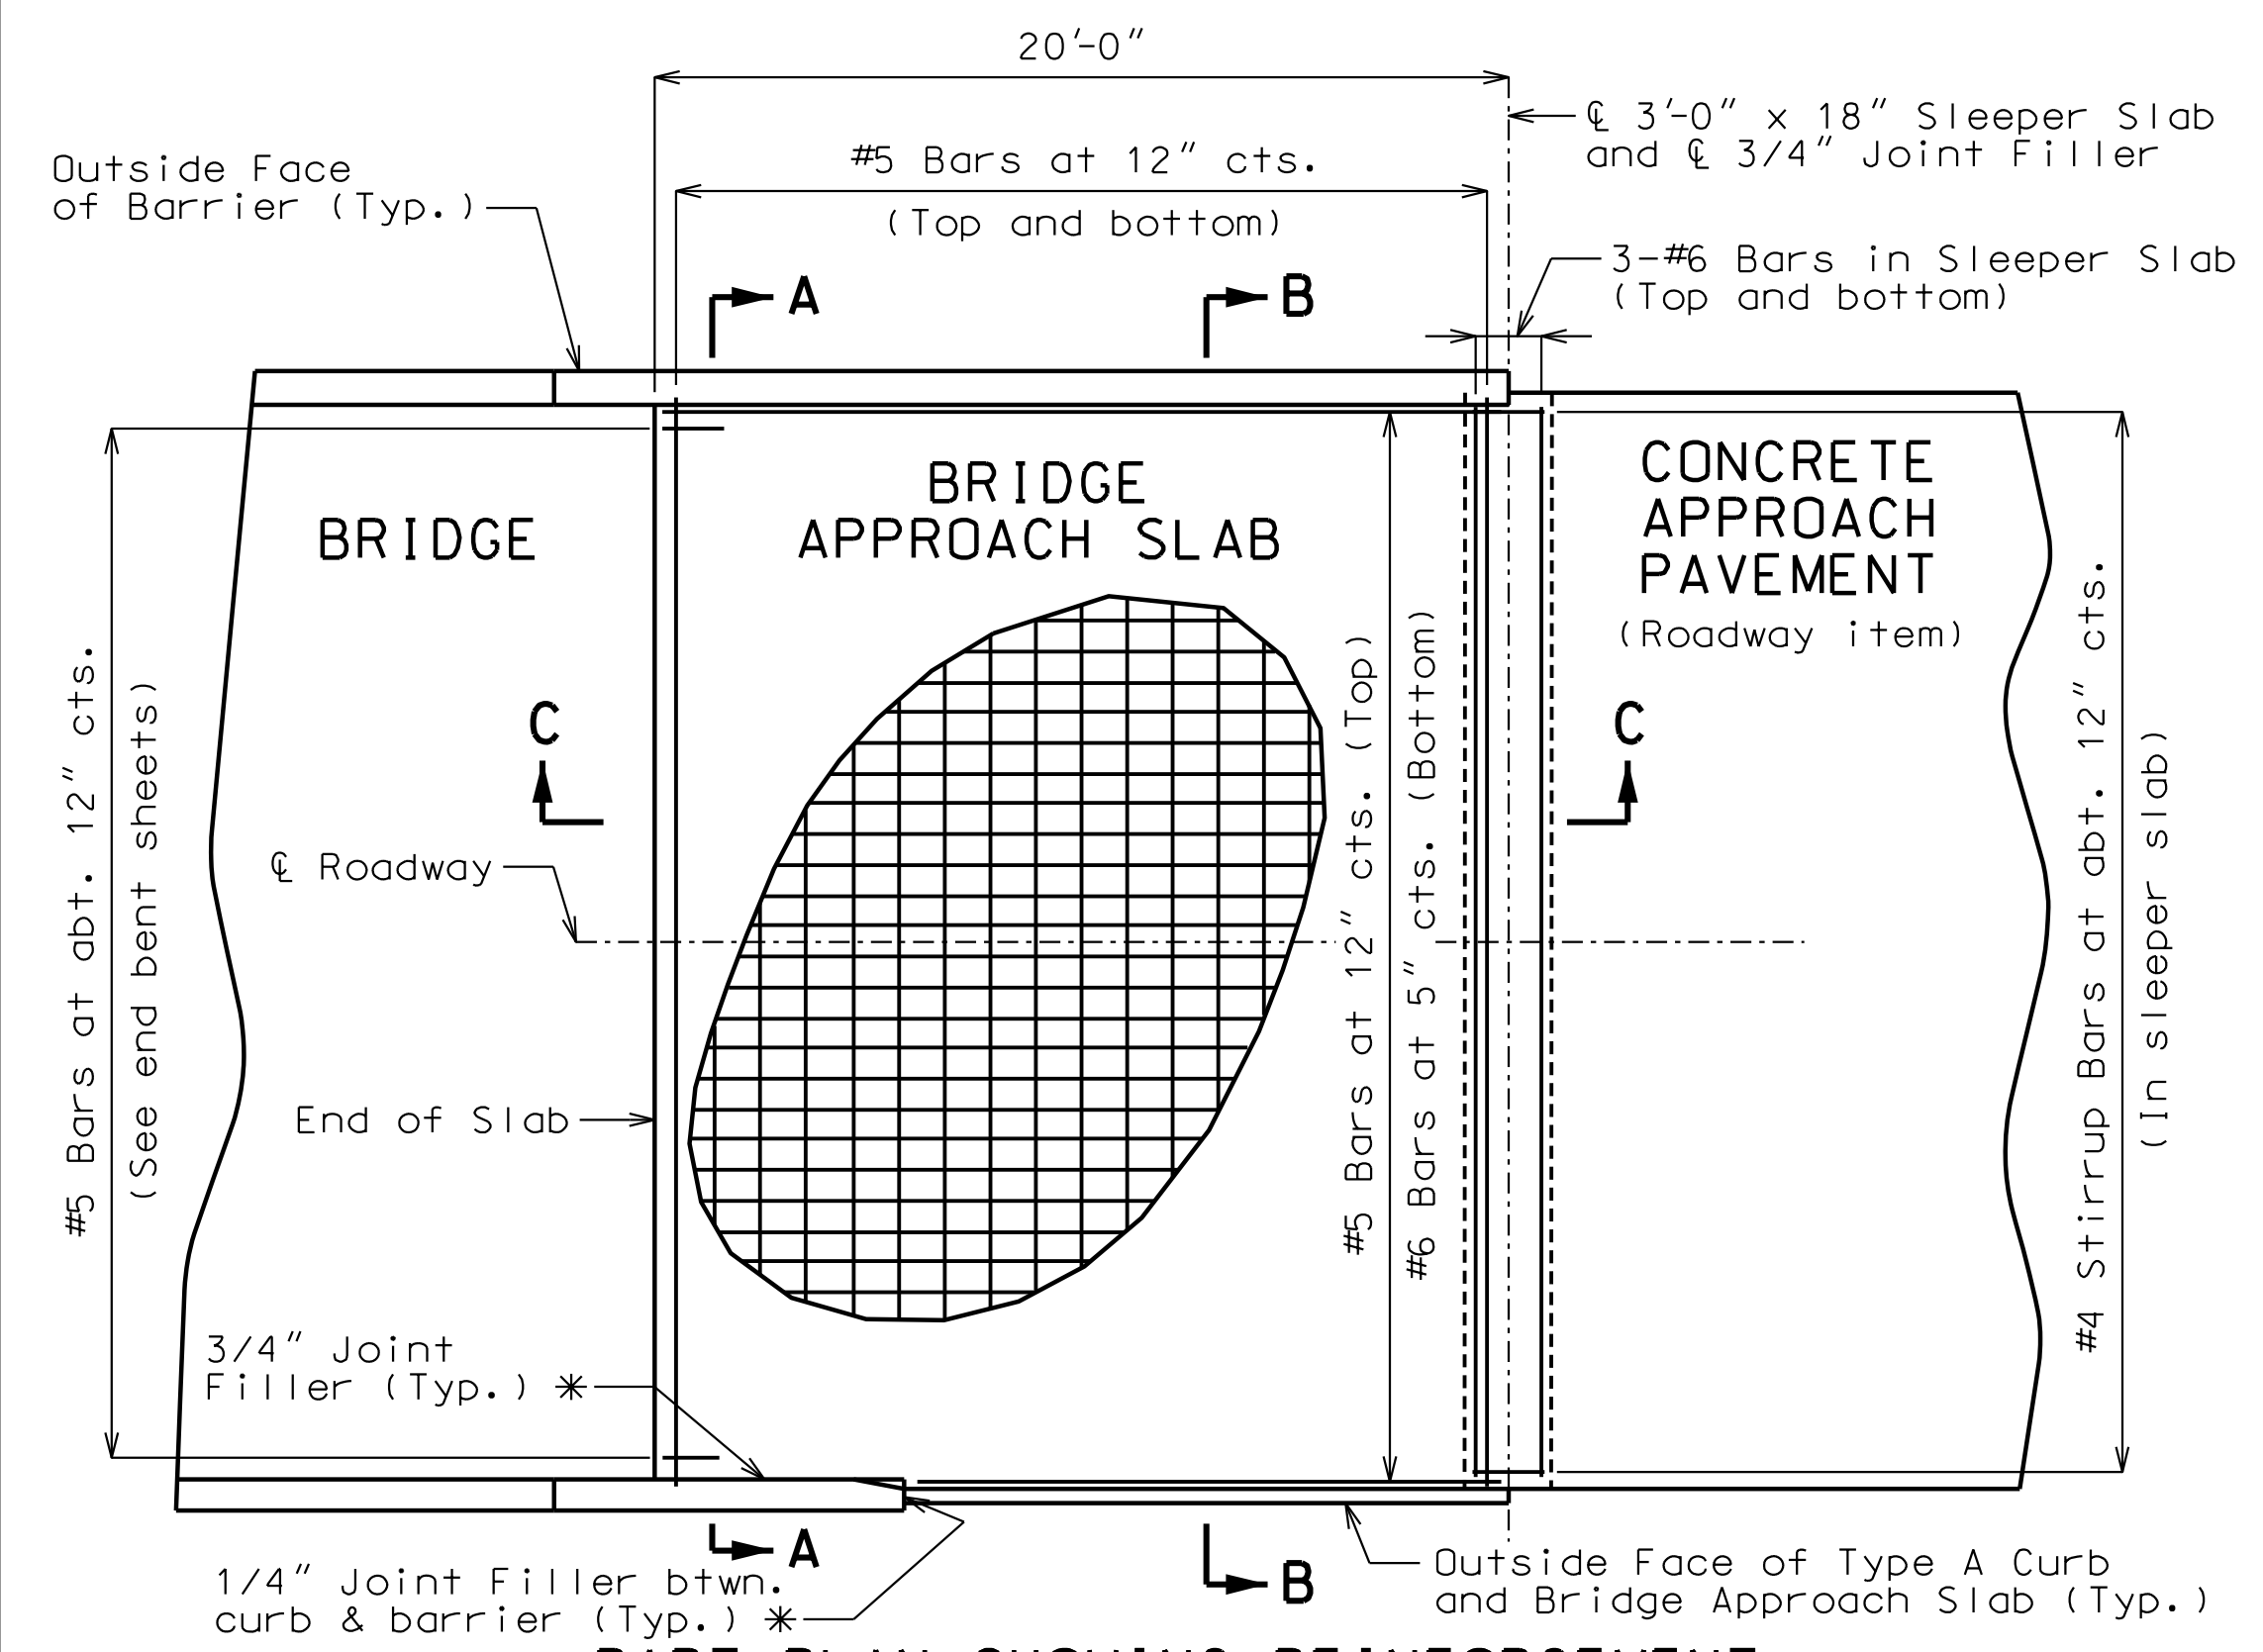 20'-0"
℄ 3'-0" x 18" Sleeper Slab
and ℄ 3/4" Joint Filler
#5 Bars at 12" cts.
(Top and bottom)
Outside Face
of Barrier (Typ.)
3-#6 Bars in Sleeper Slab
(Top and bottom)
A
B
BRIDGE
BRIDGE
APPROACH SLAB
CONCRETE
APPROACH
PAVEMENT
(Roadway item)
#5 Bars at abt. 12" cts.
(See end bent sheets)
C
C
℄ Roadway
#5 Bars at 12" cts. (Top)
#6 Bars at 5" cts. (Bottom)
#4 Stirrup Bars at abt. 12" cts.
(In sleeper slab)
End of Slab
3/4" Joint
Filler (Typ.) *
A
B
1/4" Joint Filler btwn.
curb & barrier (Typ.) *
Outside Face of Type A Curb
and Bridge Approach Slab (Typ.)
PART PLAN SHOWING REINFORCEMENT